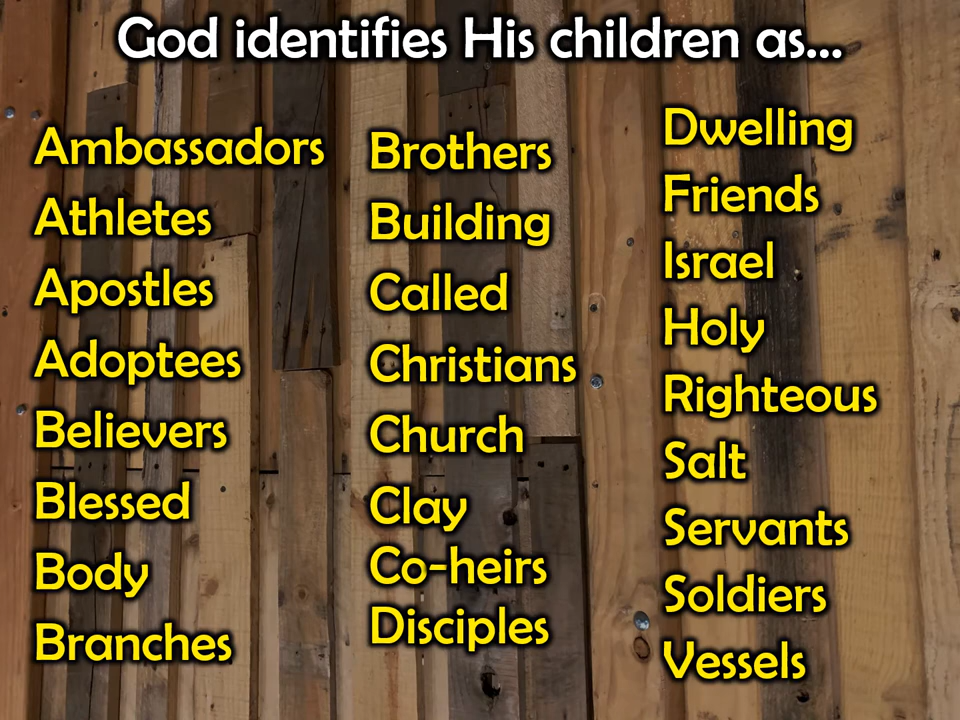 God identifies His children as...
Ambassadors
Athletes
Apostles
Adoptees
Believers
Blessed
Body
Branches
Brothers
Building
Called
Christians
Church
Clay
Co-heirs
Disciples
Dwelling
Friends
Israel
Holy
Righteous
Salt
Servants
Soldiers
Vessels